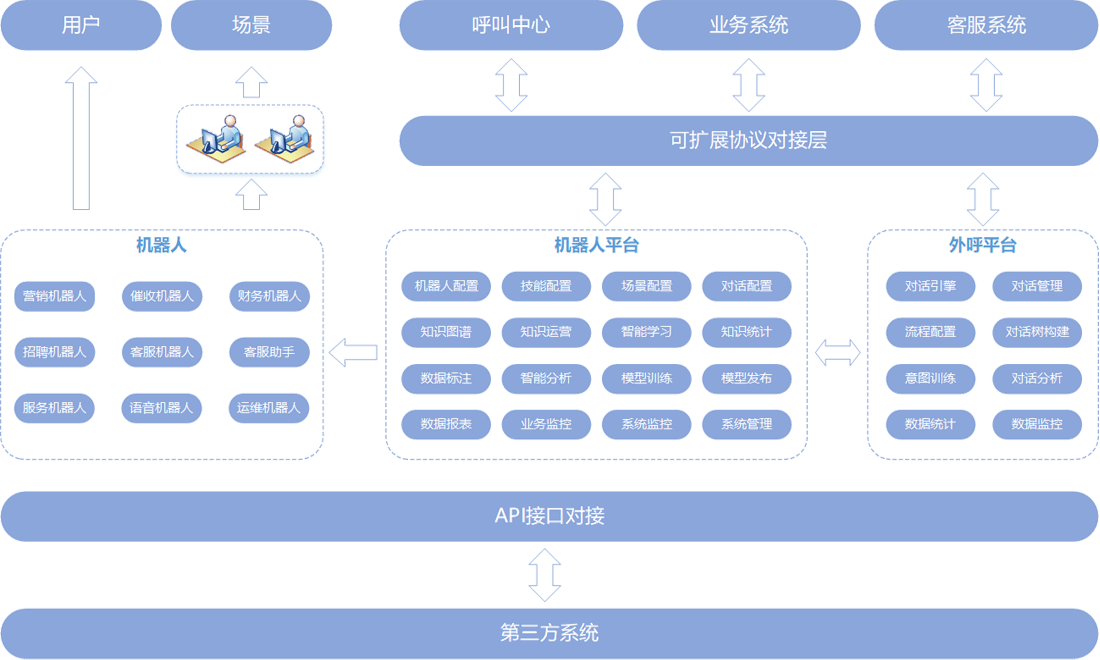 用户
场景
呼叫中心
业务系统
客服系统
可扩展协议对接层
机器人
营销机器人
催收机器人
财务机器人
招聘机器人
客服机器人
客服助手
服务机器人
语音机器人
运维机器人
机器人平台
机器人配置
技能配置
场景配置
对话配置
知识图谱
知识运营
智能学习
知识统计
数据标注
智能分析
模型训练
模型发布
数据报表
业务监控
系统监控
系统管理
外呼平台
对话引擎
对话管理
流程配置
对话树构建
意图训练
对话分析
数据统计
数据监控
API接口对接
第三方系统